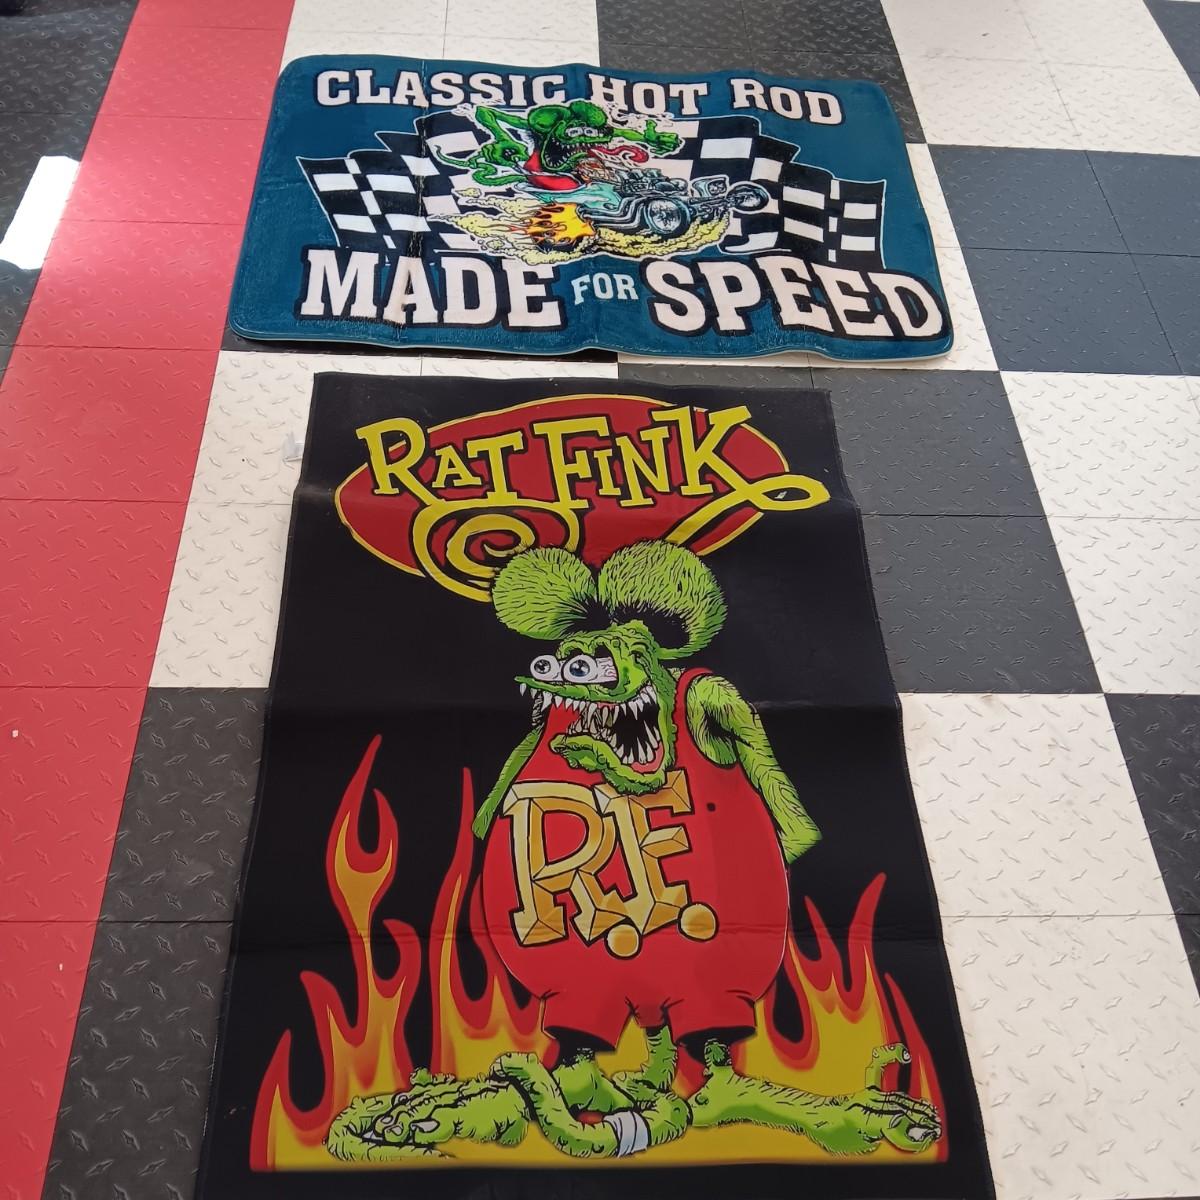 CLASSIC HOT ROD
MADE FOR SPEED
RAT FINK
R.F.